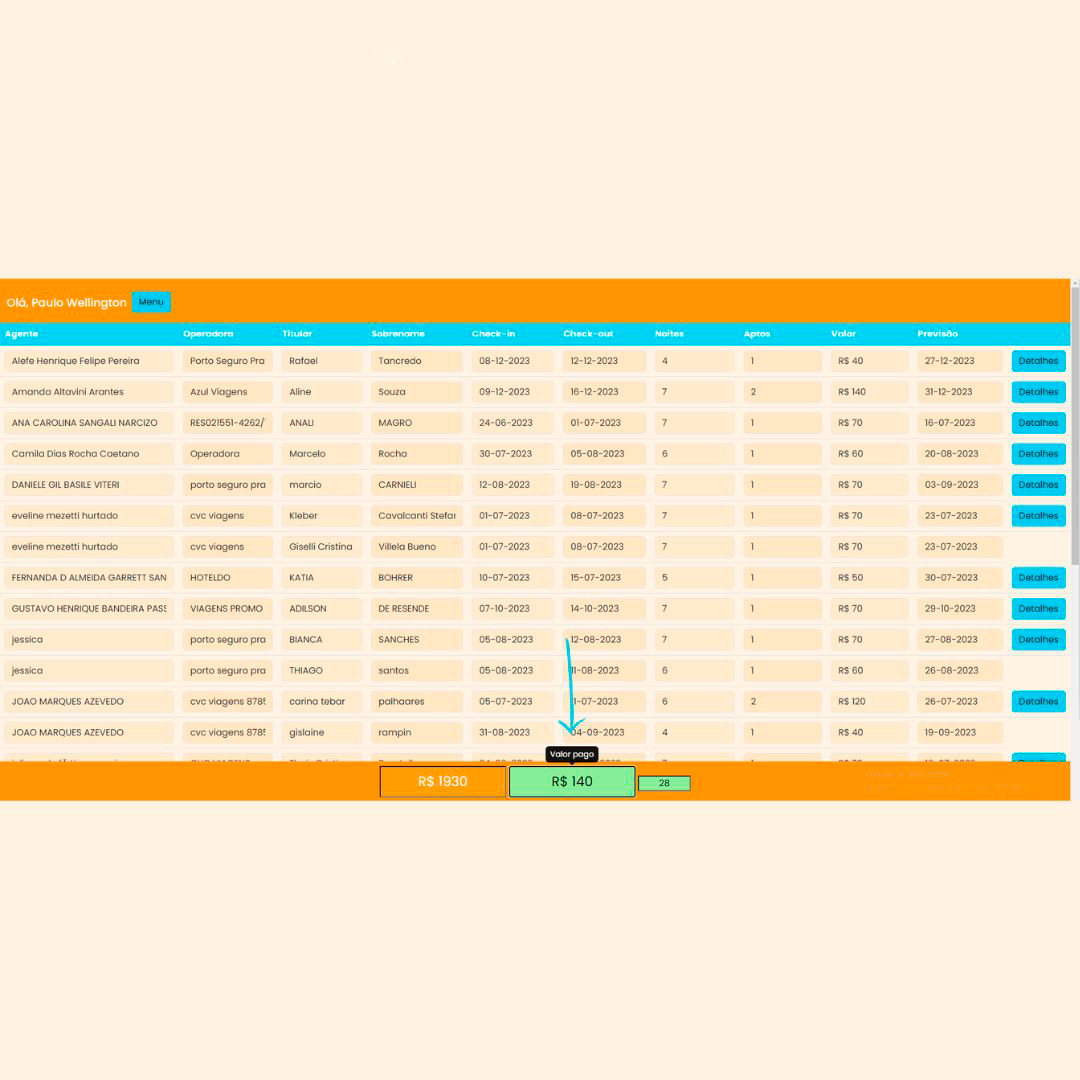 Olá, Paulo Wellington Menu
Agente Operadora Titular Sobrenome Check-in Check-out Noites Aptos Valor Previsão
Alefe Henrique Felipe Pereira Porto Seguro Pra Rafael Tancredo 08-12-2023 12-12-2023 4 1 R$ 40 27-12-2023 Detalhes
Amanda Altavini Arantes Azul Viagens Aline Souza 09-12-2023 16-12-2023 7 2 R$ 140 31-12-2023 Detalhes
ANA CAROLINA SANGALI NARCIZO RES021551-4262/ ANALI MAGRO 24-06-2023 01-07-2023 7 1 R$ 70 16-07-2023 Detalhes
Camila Dias Rocha Caetano Operadora Marcelo Rocha 30-07-2023 05-08-2023 6 1 R$ 60 20-08-2023 Detalhes
DANIELE GIL BASILE VITERI porto seguro pra marcio CARNIELI 12-08-2023 19-08-2023 7 1 R$ 70 03-09-2023 Detalhes
eveline mezetti hurtado cvc viagens Kleber Cavalcanti Stefar 01-07-2023 08-07-2023 7 1 R$ 70 23-07-2023 Detalhes
eveline mezetti hurtado cvc viagens Giselli Cristina Villela Bueno 01-07-2023 08-07-2023 7 1 R$ 70 23-07-2023
FERNANDA D ALMEIDA GARRETT SAN HOTELDO KATIA BOHRER 10-07-2023 15-07-2023 5 1 R$ 50 30-07-2023 Detalhes
GUSTAVO HENRIQUE BANDEIRA PASS VIAGENS PROMO ADILSON DE RESENDE 07-10-2023 14-10-2023 7 1 R$ 70 29-10-2023 Detalhes
jessica porto seguro pra BIANCA SANCHES 05-08-2023 12-08-2023 7 1 R$ 70 27-08-2023 Detalhes
jessica porto seguro pra THIAGO santos 05-08-2023 11-08-2023 6 1 R$ 60 26-08-2023
JOAO MARQUES AZEVEDO cvc viagens 8785 carina tebar palhaares 05-07-2023 11-07-2023 6 2 R$ 120 26-07-2023 Detalhes
JOAO MARQUES AZEVEDO cvc viagens 8785 gislaine rampin 31-08-2023 04-09-2023 4 1 R$ 40 19-09-2023
Valor pago
R$ 1930 R$ 140 28